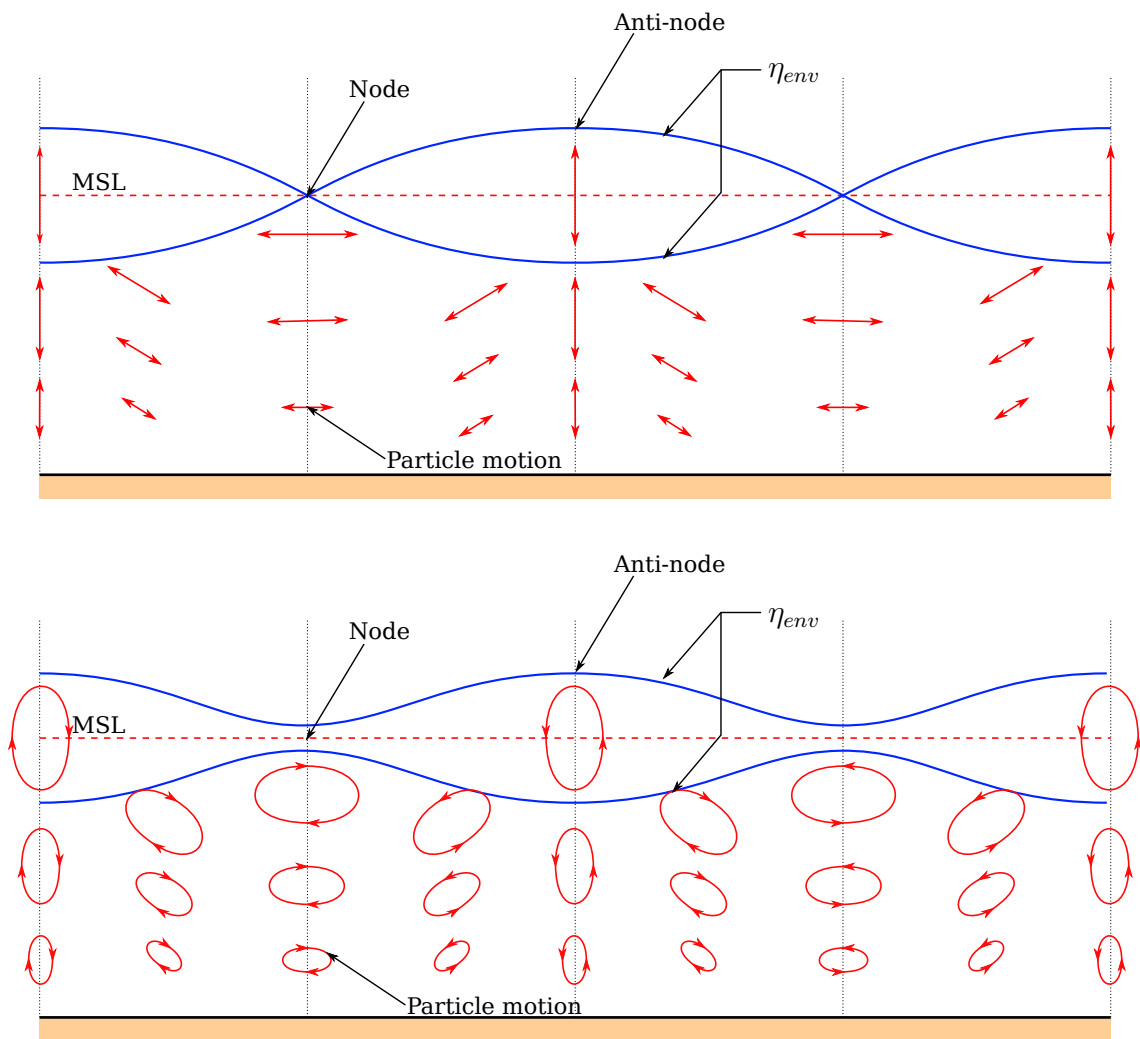 Anti-node
η_env
Node
MSL
Particle motion
Anti-node
η_env
Node
MSL
Particle motion